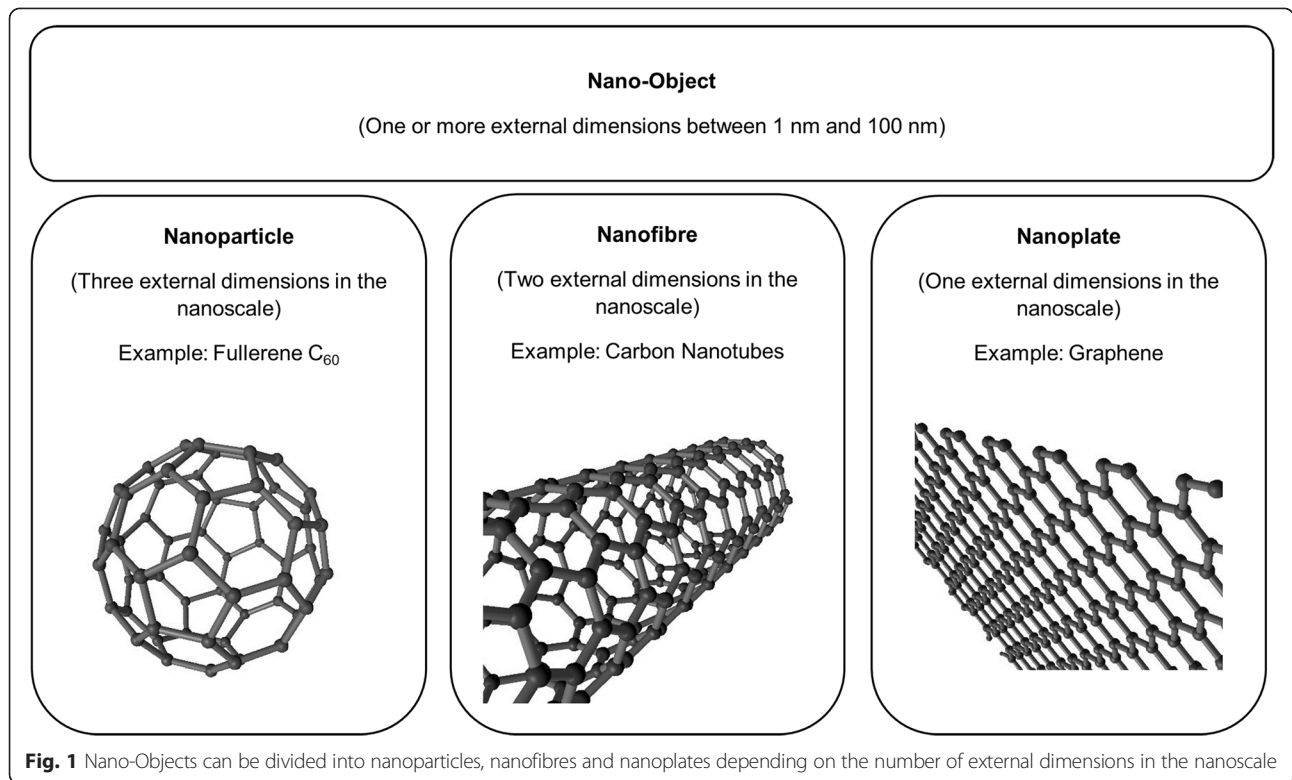 Nano-Object
(One or more external dimensions between 1 nm and 100 nm)
Nanoparticle
(Three external dimensions in the
nanoscale)
Example: Fullerene C₆₀
Nanofibre
(Two external dimensions in the
nanoscale)
Example: Carbon Nanotubes
Nanoplate
(One external dimensions in the
nanoscale)
Example: Graphene
Fig. 1 Nano-Objects can be divided into nanoparticles, nanofibres and nanoplates depending on the number of external dimensions in the nanoscale